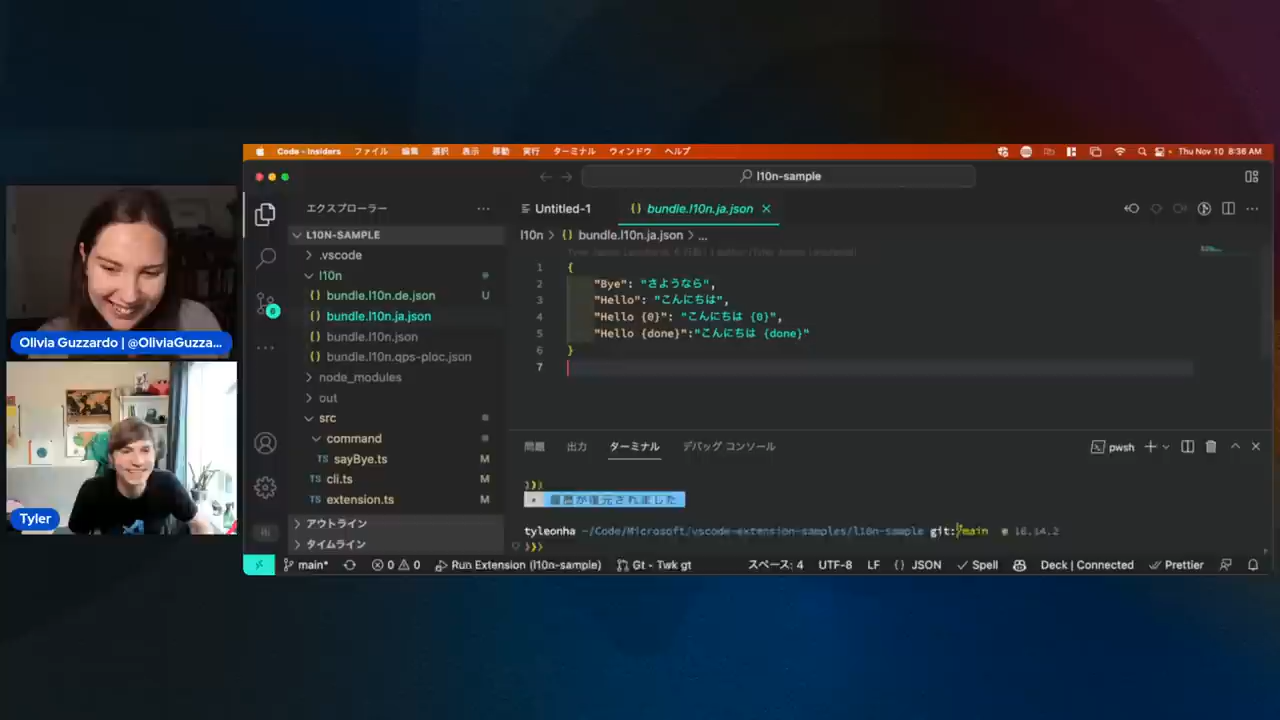 Code - Insiders ファイル 編集 選択 表示 移動 実行 ターミナル ウィンドウ ヘルプ
Thu Nov 10 8:36 AM
l10n-sample
エクスプローラー
L10N-SAMPLE
.vscode
l10n
bundle.l10n.de.json U
bundle.l10n.ja.json
bundle.l10n.json
bundle.l10n.qps-ploc.json
node_modules
out
src
command
TS sayBye.ts M
TS cli.ts M
TS extension.ts M
アウトライン
タイムライン
Untitled-1
{} bundle.l10n.ja.json
l10n > {} bundle.l10n.ja.json > ...
1 {
2 "Bye": "さようなら",
3 "Hello": "こんにちは",
4 "Hello {0}": "こんにちは {0}",
5 "Hello {done}":"こんにちは {done}"
6 }
7
問題 出力 ターミナル デバッグ コンソール
pwsh
* 履歴が復元されました
tyleonha ~/Code/Microsoft/vscode-extension-samples/l10n-sample git:main 16.14.2
main* 0 0 Run Extension (l10n-sample) Gt - Twk gt スペース: 4 UTF-8 LF {} JSON Spell Deck | Connected Prettier
Olivia Guzzardo | @OliviaGuzza...
Tyler